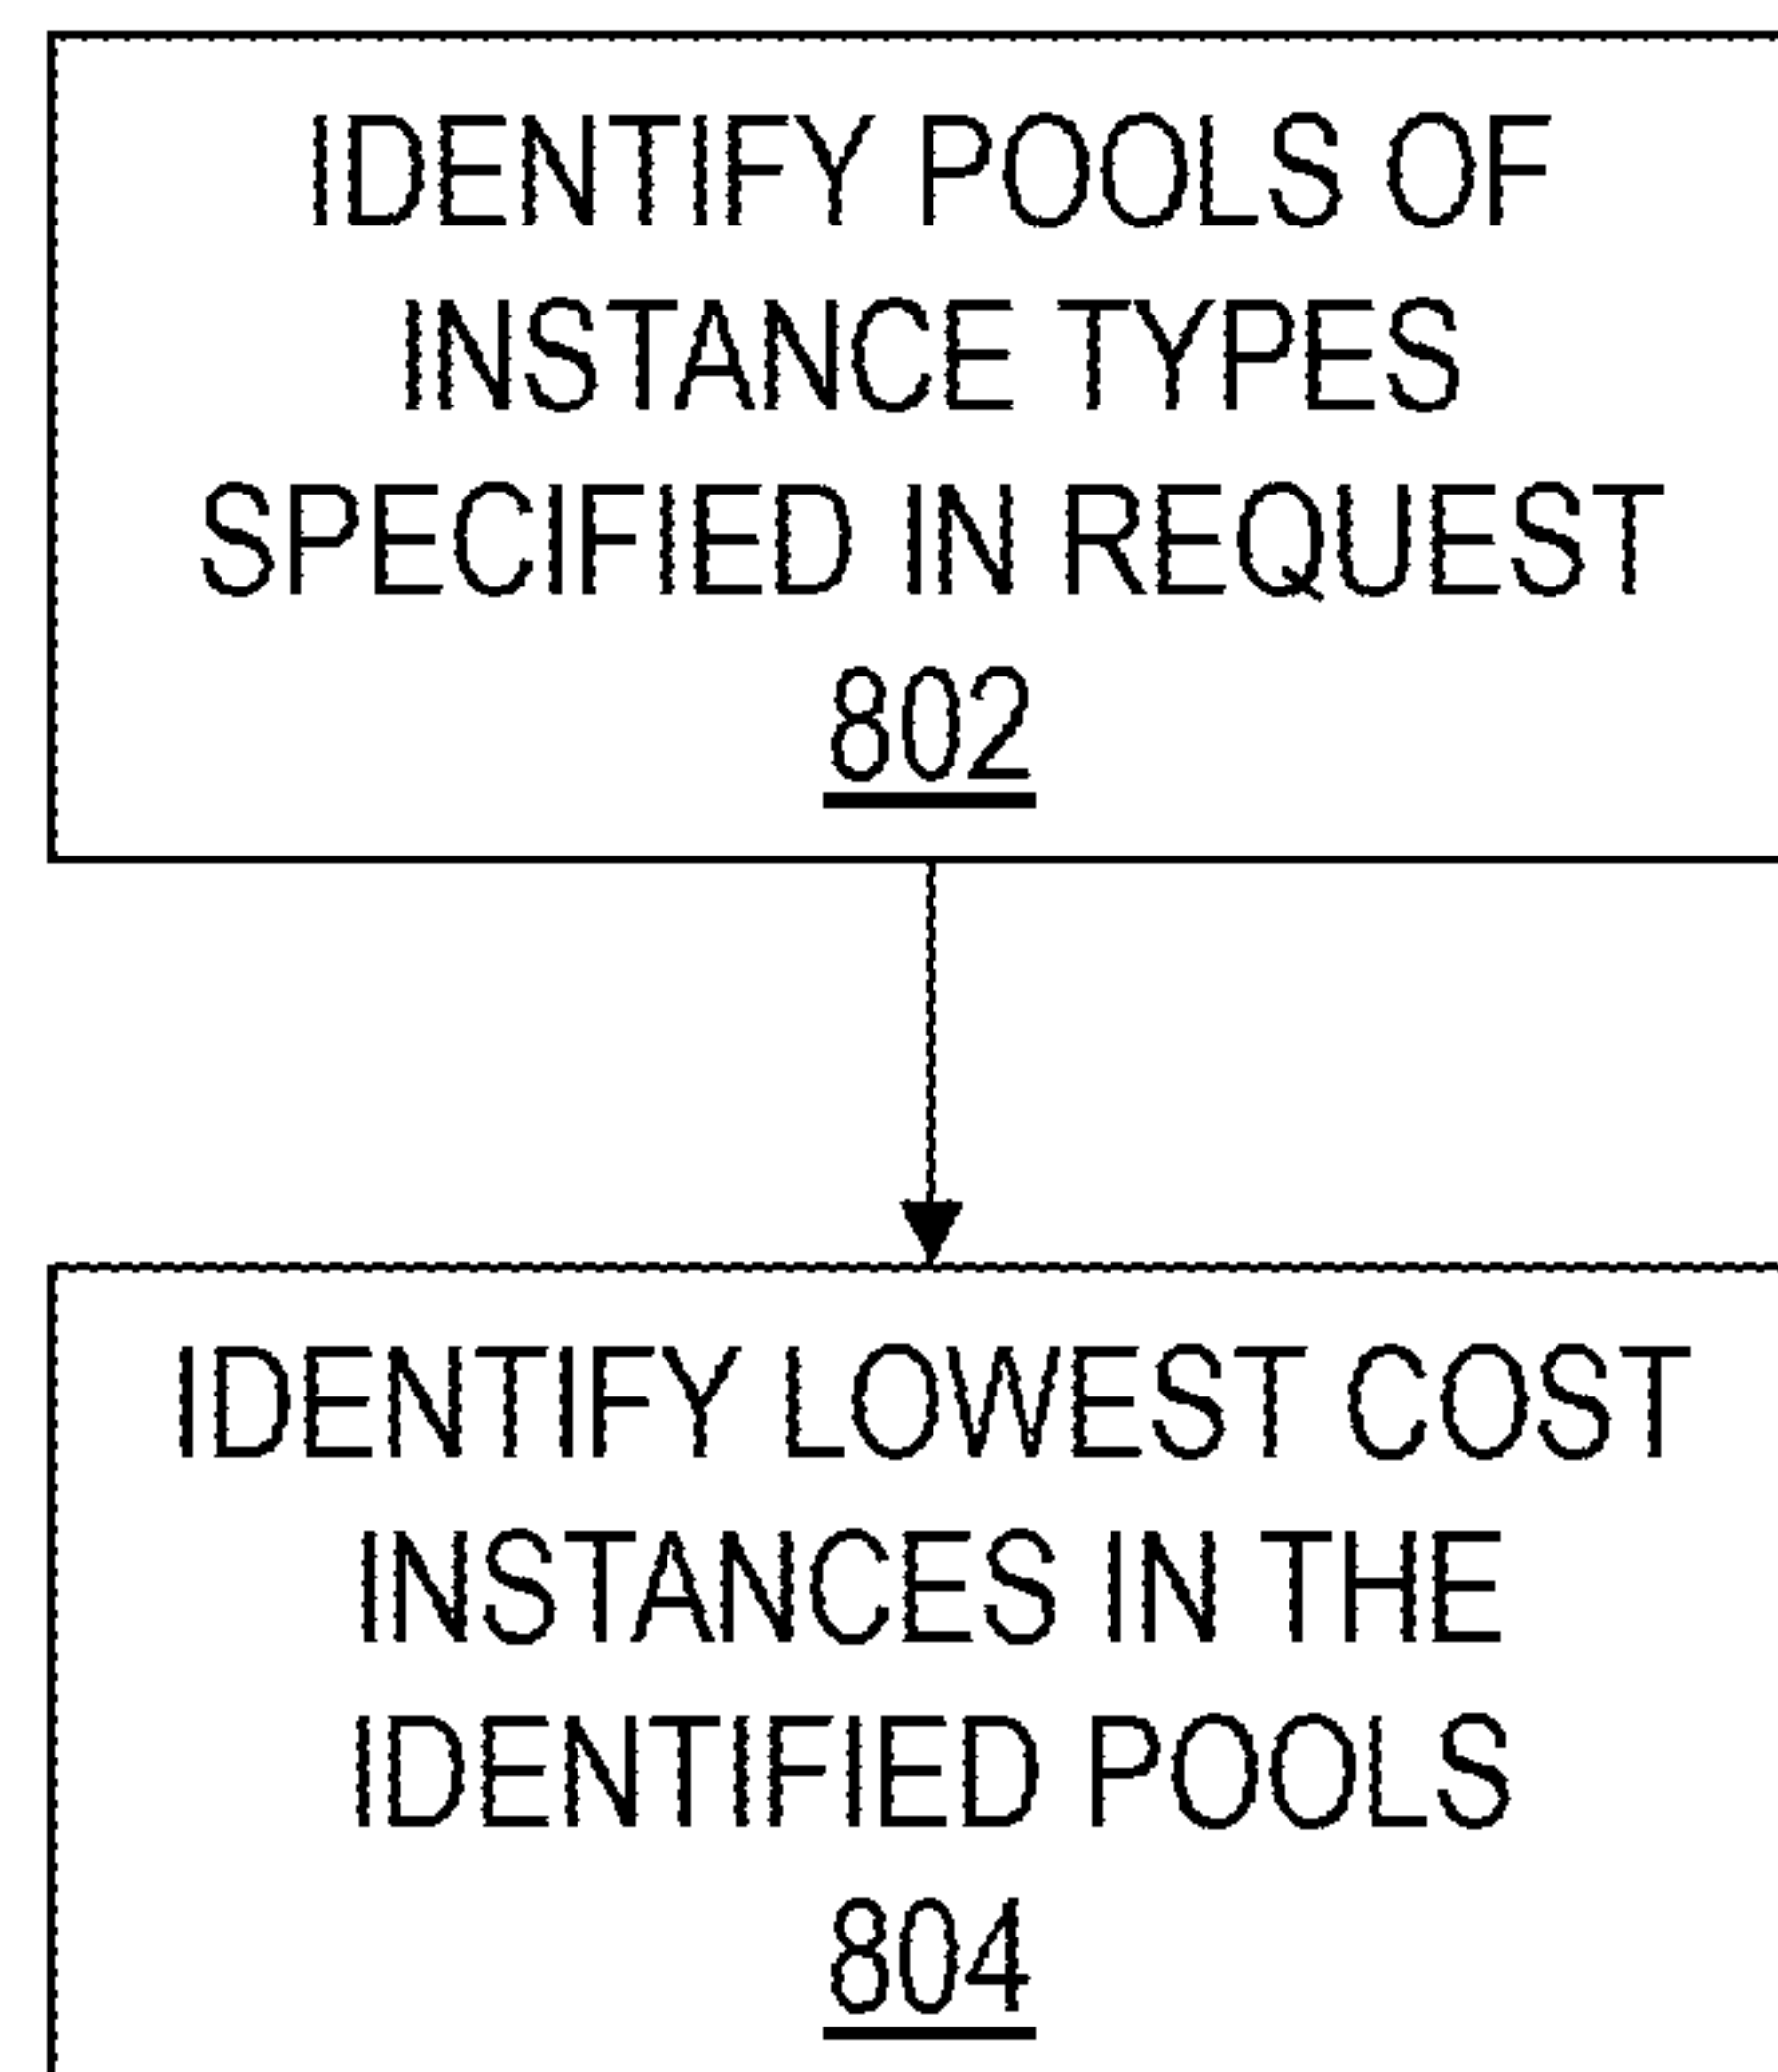 IDENTIFY POOLS OF
INSTANCE TYPES
SPECIFIED IN REQUEST
802
IDENTIFY LOWEST COST
INSTANCES IN THE
IDENTIFIED POOLS
804